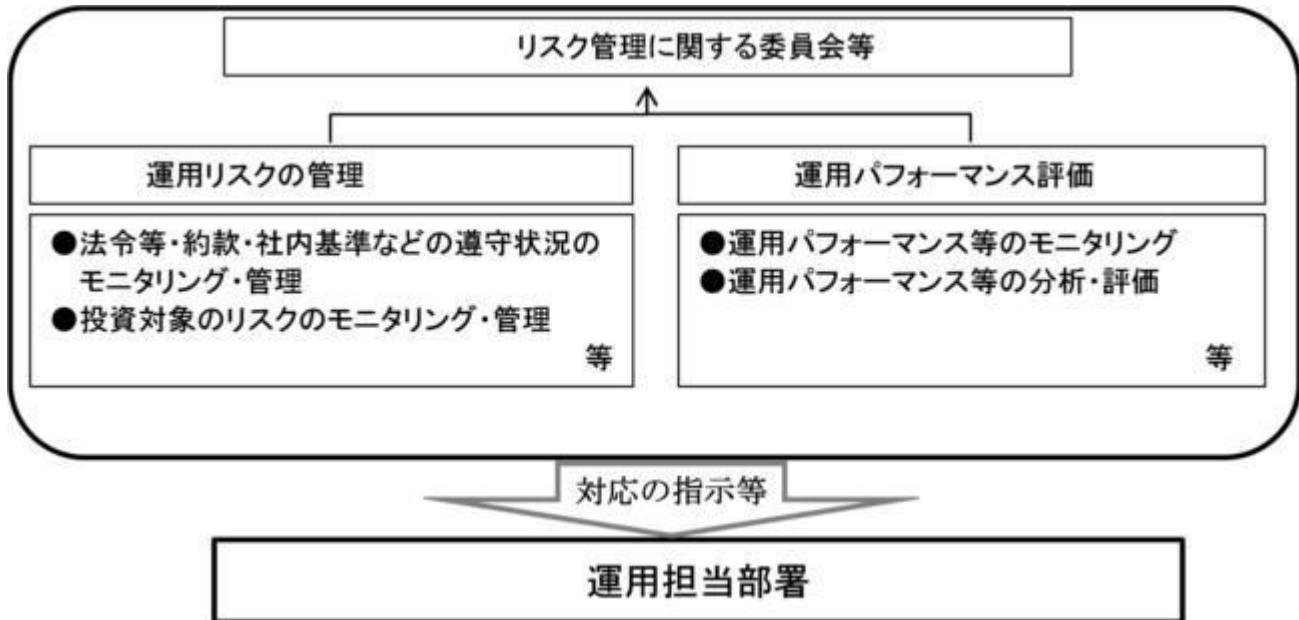 リスク管理に関する委員会等
運用リスクの管理
●法令等・約款・社内基準などの遵守状況の
モニタリング・管理
●投資対象のリスクのモニタリング・管理
等
運用パフォーマンス評価
●運用パフォーマンス等のモニタリング
●運用パフォーマンス等の分析・評価
等
対応の指示等
運用担当部署